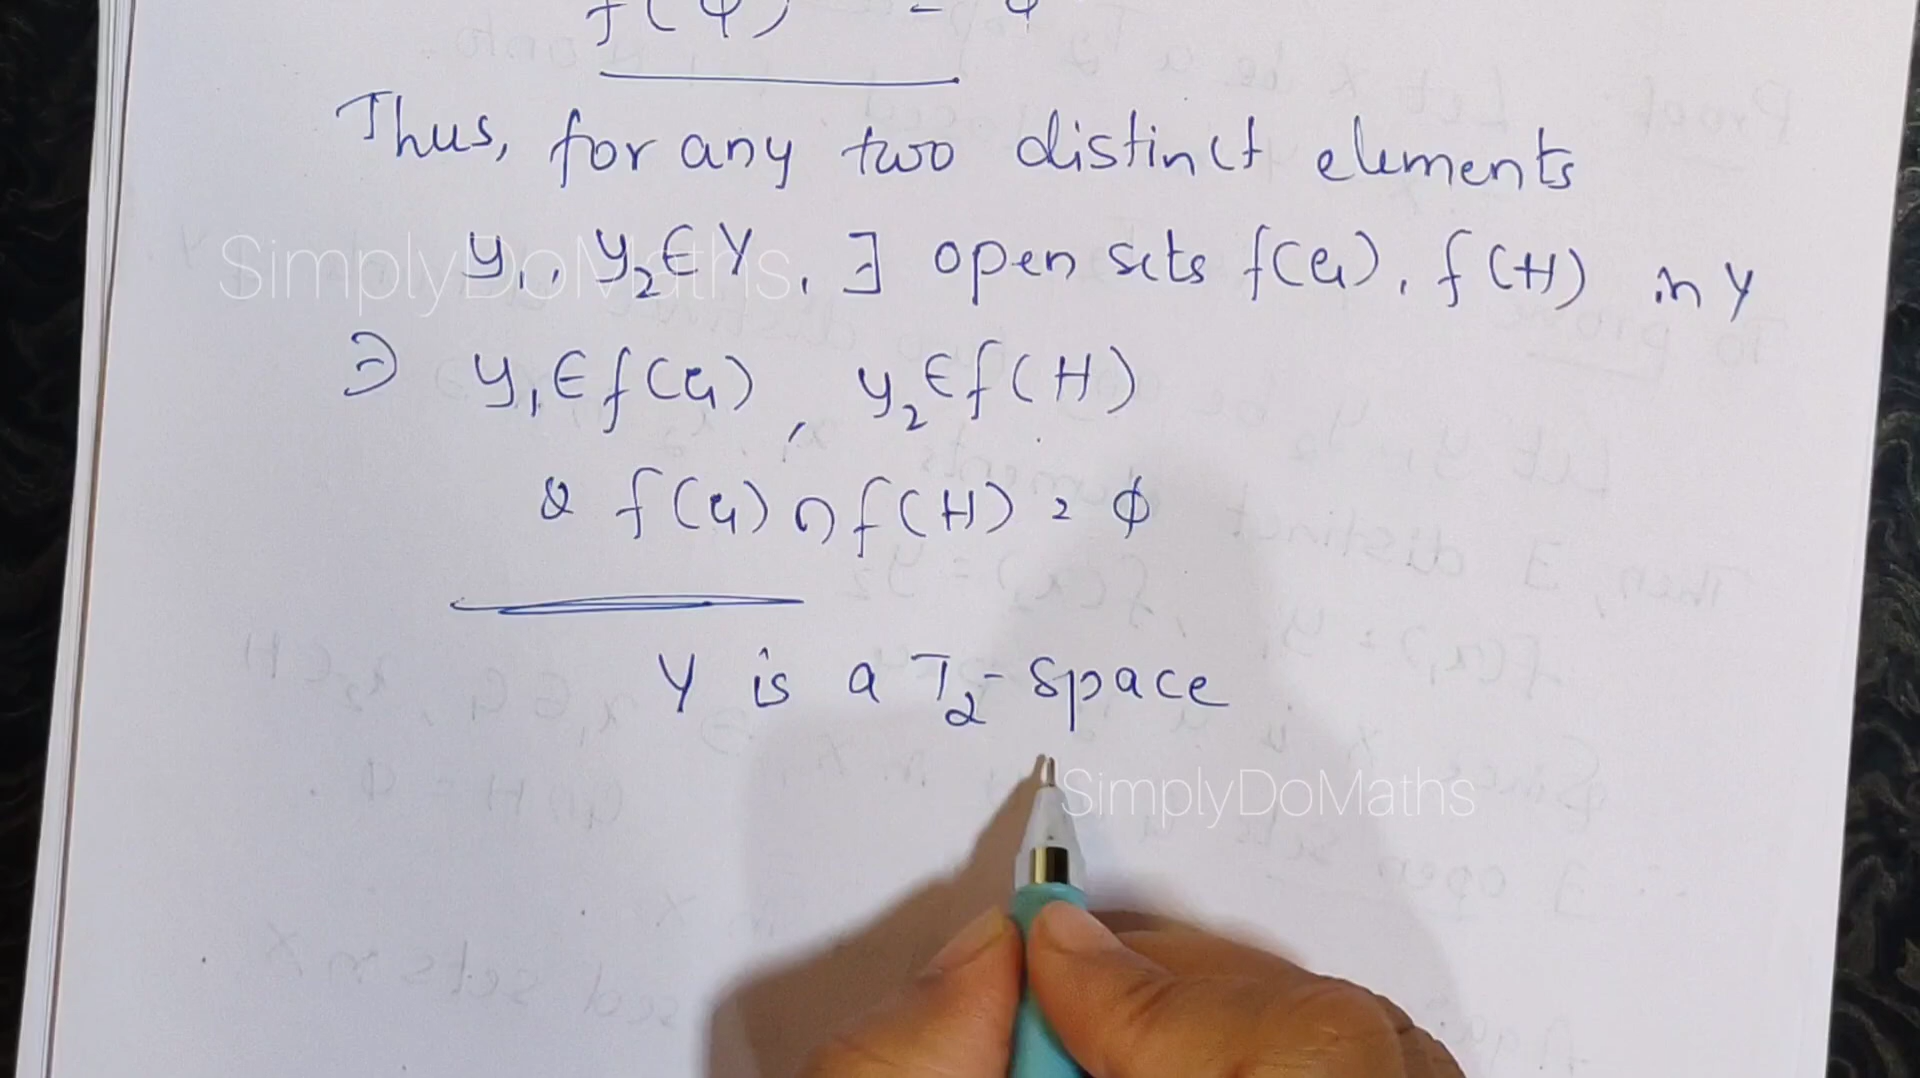 f(φ) = φ
Thus, for any two distinct elements
y₁, y₂ ∈ Y, ∃ open sets f(G), f(H) in Y
∋ y₁ ∈ f(G), y₂ ∈ f(H)
& f(G) ∩ f(H) = φ
Y is a T₂-space
SimplyDoMaths
SimplyDoMaths